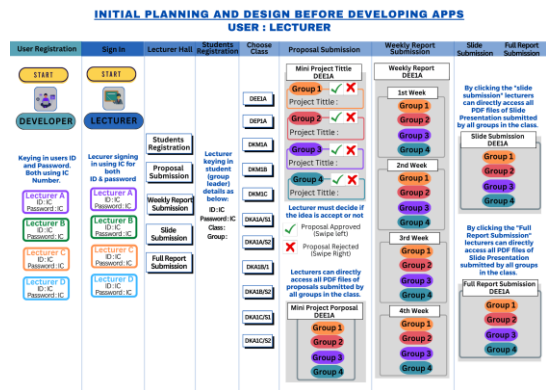 INITIAL PLANNING AND DESIGN BEFORE DEVELOPING APPS
USER : LECTURER
User Registration
START
DEVELOPER
Keying in users ID
and Password.
Both using IC
Number.
Lecturer A
ID : IC
Password : IC
Lecturer B
ID : IC
Password : IC
Lecturer C
ID : IC
Password : IC
Lecturer D
ID : IC
Password : IC
Sign In
START
LECTURER
Lecurer signing
in using IC for
both
ID & password
Lecturer A
ID : IC
Password : IC
Lecturer B
ID : IC
Password : IC
Lecturer C
ID : IC
Password : IC
Lecturer D
ID : IC
Password : IC
Lecturer Hall
Students
Registration
Proposal
Submission
Weekly Report
Submission
Slide
Submission
Full Report
Submission
Students
Registration
Lecturer
keying in
student
(group
leader)
details as
below:
ID : IC
Password : IC
Class :
Group :
Choose
Class
DEE1A
DEP1A
DKM1A
DKM1B
DKM1C
DKA1A/S1
DKA1A/S2
DKA1B/1
DKA1B/S2
DKA1C/S1
DKA1C/S2
Proposal Submission
Mini Project Tittle
DEE1A
Group 1
Project Tittle :
Group 2
Project Tittle :
Group 3
Project Tittle :
Group 4
Project Tittle :
Lecturer must decide if
the idea is accept or not
Proposal Approved
(Swipe left)
Proposal Rejected
(Swipe Right)
Lecturers can directly
access all PDF files of
proposals submitted by
all groups in the class.
Mini Project Porposal
DEE1A
Group 1
Group 2
Group 3
Group 4
Weekly Report
Submission
Weekly Report
DEE1A
1st Week
Group 1
Group 2
Group 3
Group 4
2nd Week
Group 1
Group 2
Group 3
Group 4
3rd Week
Group 1
Group 2
Group 3
Group 4
4th Week
Group 1
Group 2
Group 3
Group 4
Slide
Submission
Full Report
Submission
By clicking the "slide
submission" lecturers
can directly access all
PDF files of Slide
Presentation submitted
by all groups in the class.
Slide Submission
DEE1A
Group 1
Group 2
Group 3
Group 4
By clicking the "Full
Report Submission"
lecturers can directly
access all PDF files of
Slide Presentation
submitted by all groups
in the class.
Full Report Submission
DEE1A
Group 1
Group 2
Group 3
Group 4